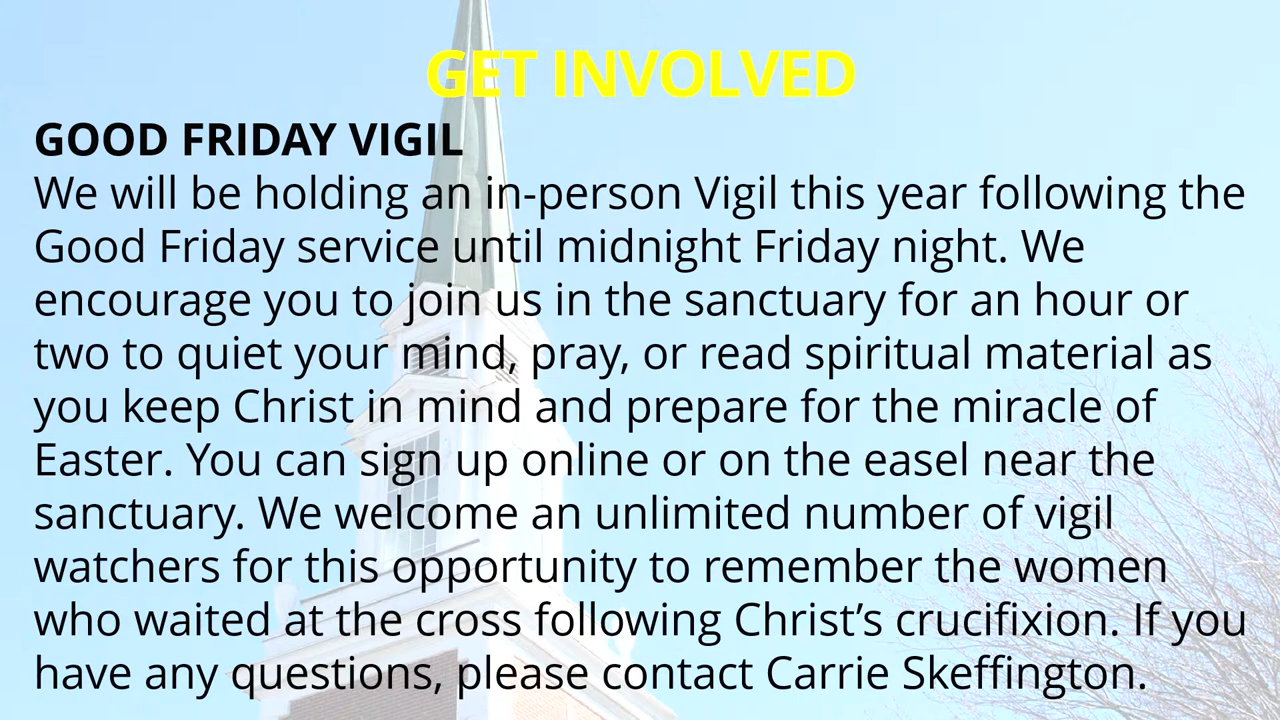 GET INVOLVED
GOOD FRIDAY VIGIL
We will be holding an in-person Vigil this year following the
Good Friday service until midnight Friday night. We
encourage you to join us in the sanctuary for an hour or
two to quiet your mind, pray, or read spiritual material as
you keep Christ in mind and prepare for the miracle of
Easter. You can sign up online or on the easel near the
sanctuary. We welcome an unlimited number of vigil
watchers for this opportunity to remember the women
who waited at the cross following Christ’s crucifixion. If you
have any questions, please contact Carrie Skeffington.